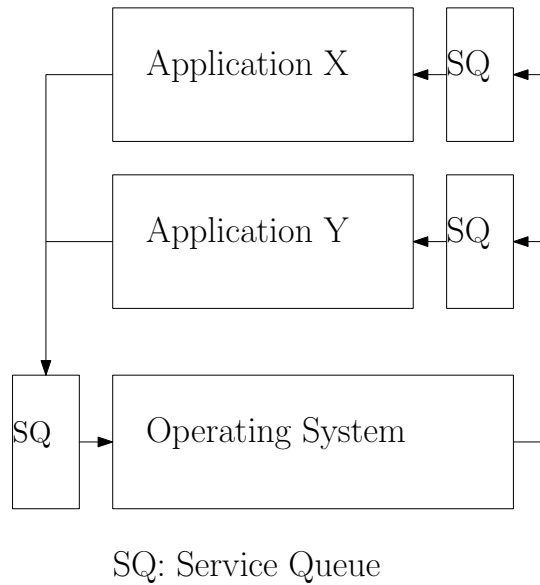 Application X
SQ
Application Y
SQ
SQ
Operating System
SQ: Service Queue